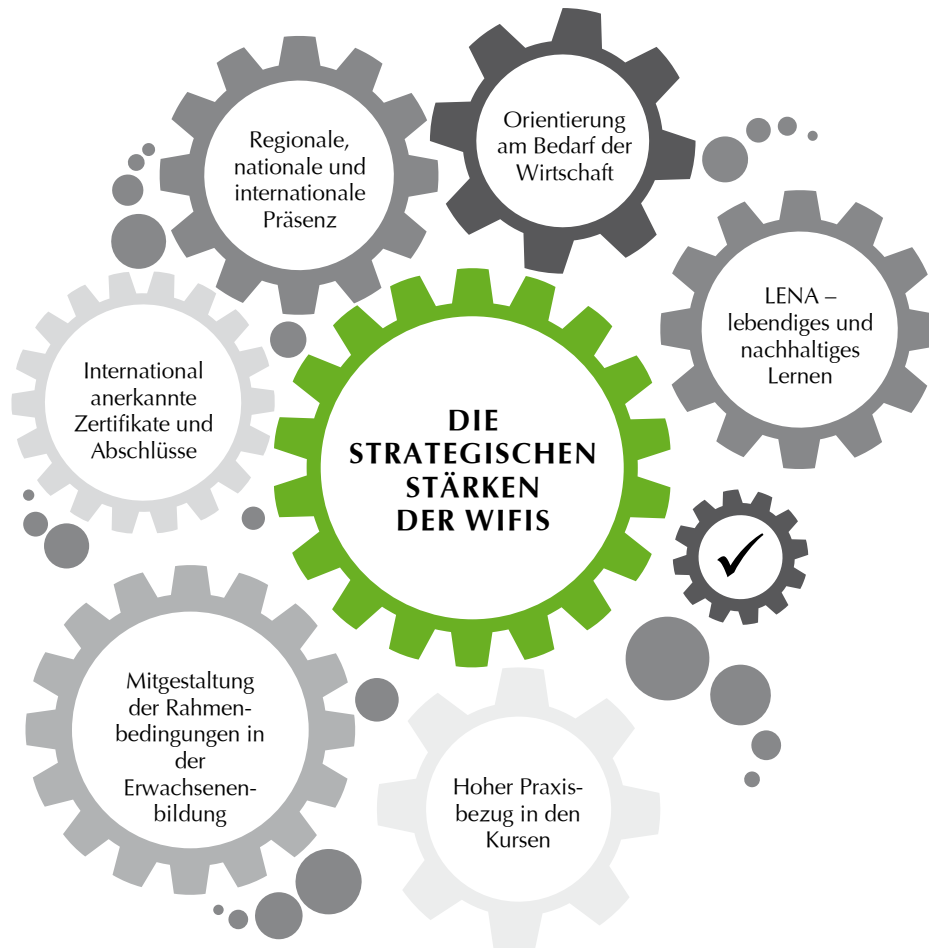 Regionale,
nationale und
internationale
Präsenz
Orientierung
am Bedarf der
Wirtschaft
LENA –
lebendiges und
nachhaltiges
Lernen
International
anerkannte
Zertifikate und
Abschlüsse
DIE
STRATEGISCHEN
STÄRKEN
DER WIFIS
Mitgestaltung
der Rahmen-
bedingungen in
der
Erwachsenen-
bildung
Hoher Praxis-
bezug in den
Kursen